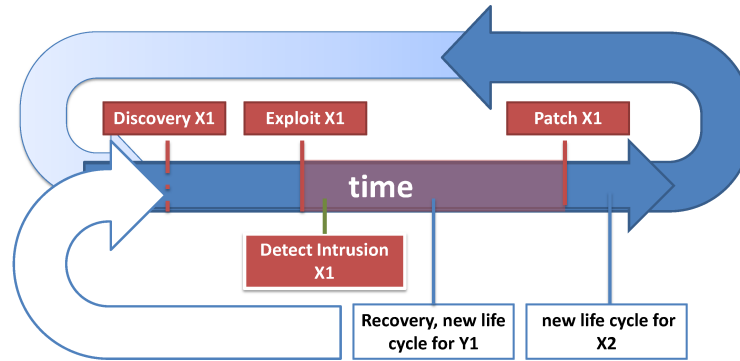 Discovery X1
Exploit X1
Patch X1
time
Detect Intrusion
X1
Recovery, new life
cycle for Y1
new life cycle for
X2